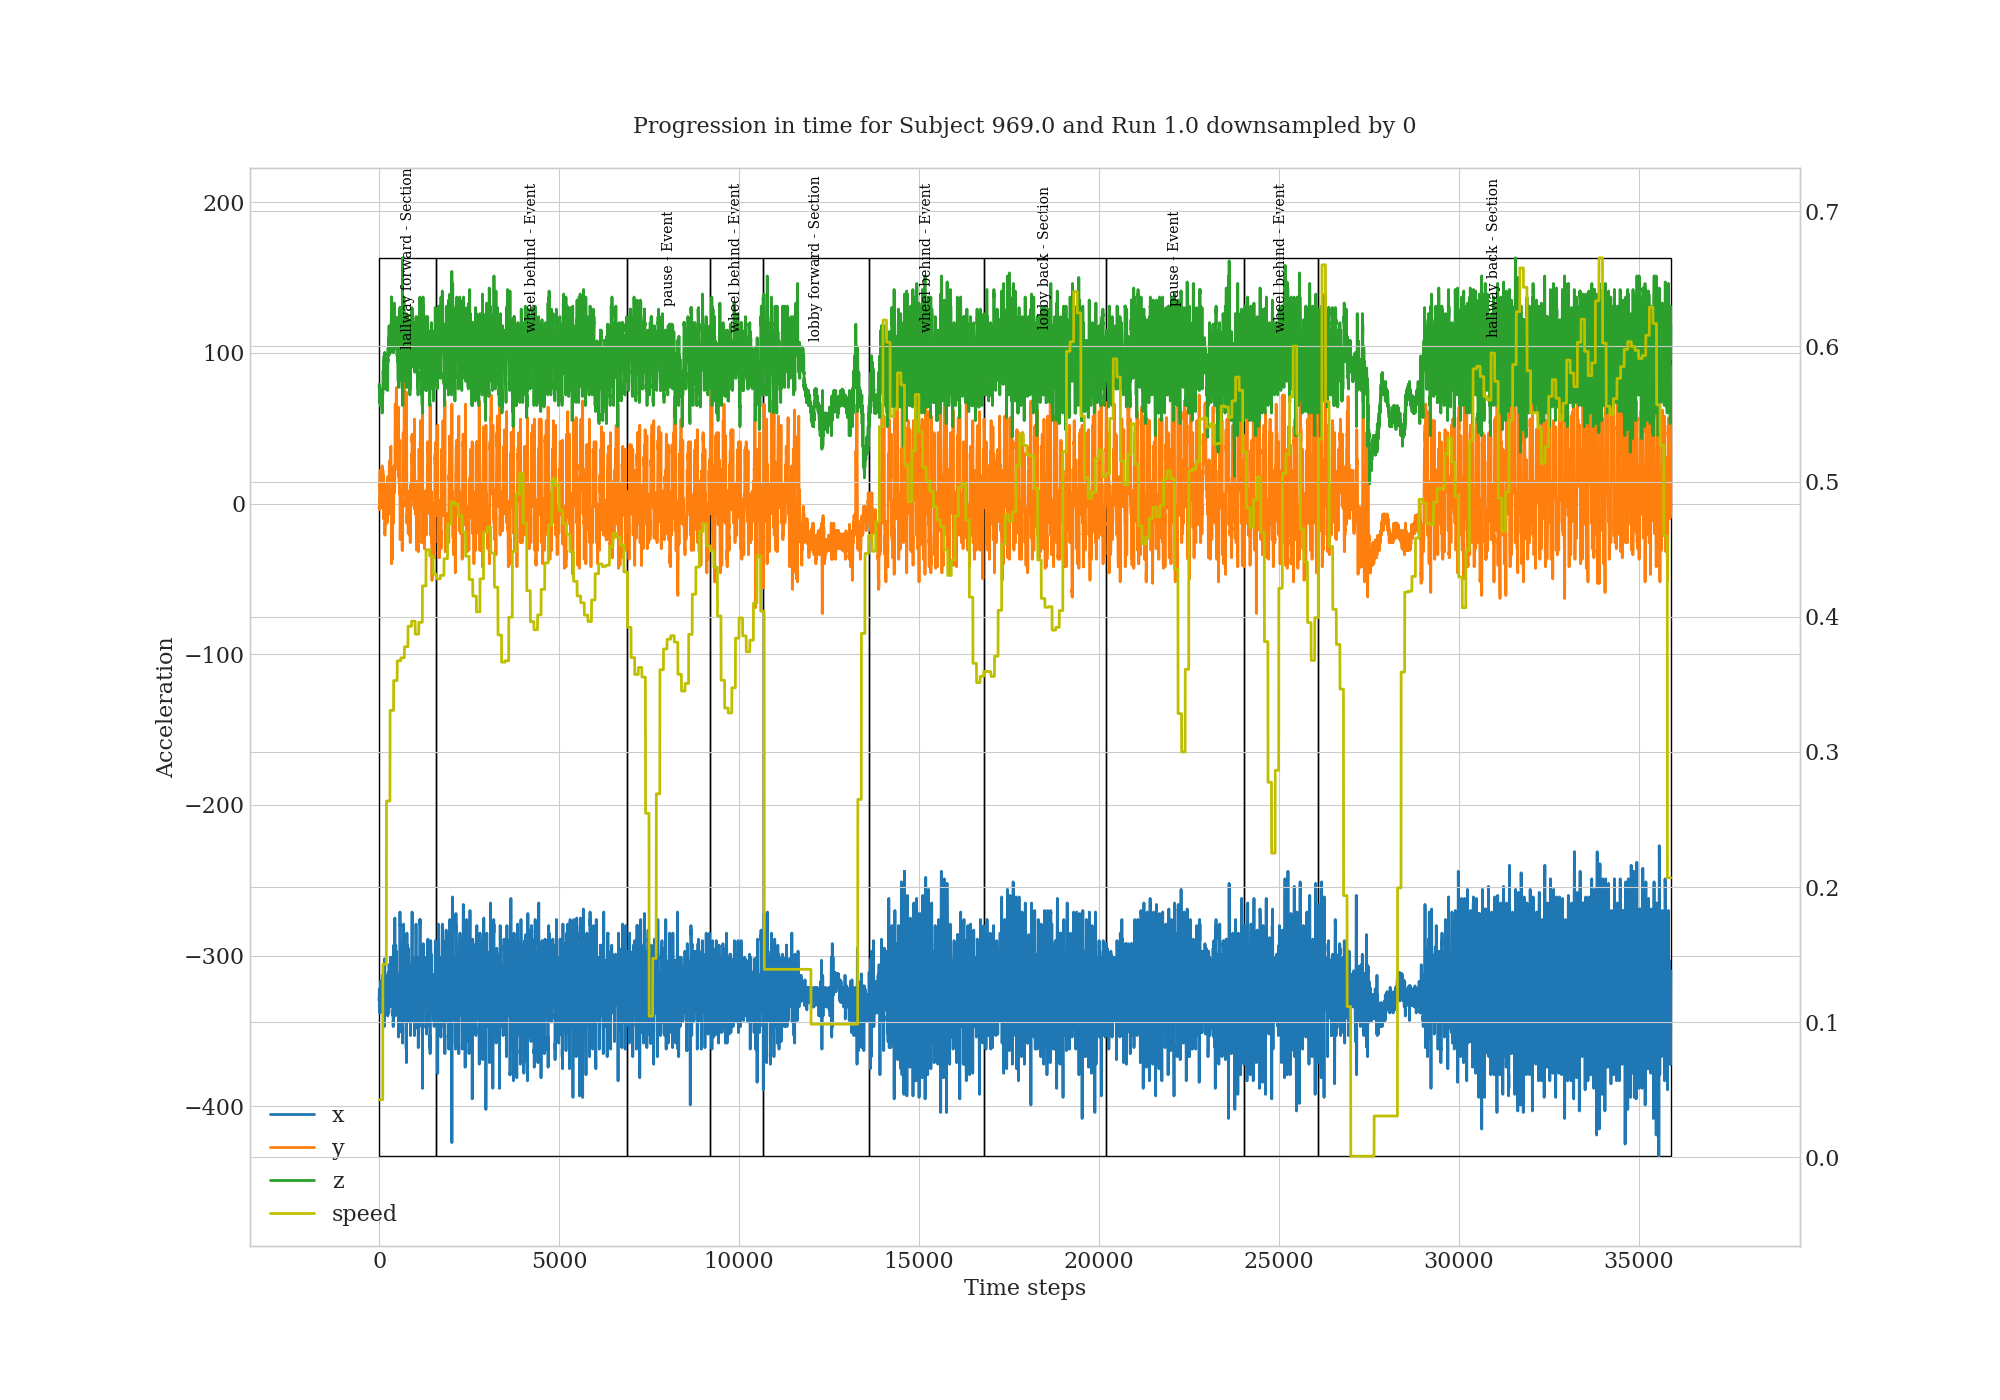 Progression in time for Subject 969.0 and Run 1.0 downsampled by 0
hallway forward - Section
wheel behind - Event
pause - Event
wheel behind - Event
lobby forward - Section
wheel behind - Event
lobby back - Section
pause - Event
wheel behind - Event
hallway back - Section
200
100
0
−100
−200
−300
−400
Acceleration
0.7
0.6
0.5
0.4
0.3
0.2
0.1
0.0
x
y
z
speed
0 5000 10000 15000 20000 25000 30000 35000
Time steps